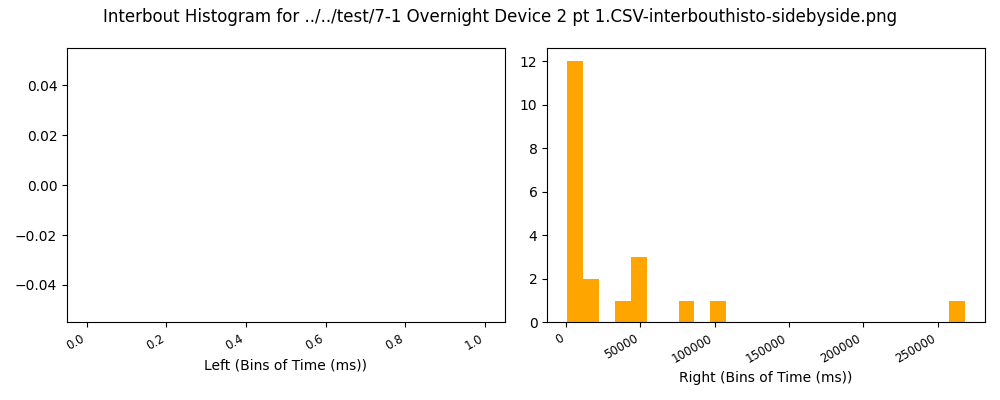 Interbout Histogram for ../../test/7-1 Overnight Device 2 pt 1.CSV-interbouthisto-sidebyside.png
0.04
0.02
0.00
−0.02
−0.04
0.0 0.2 0.4 0.6 0.8 1.0
Left (Bins of Time (ms))
12
10
8
6
4
2
0
0 50000 100000 150000 200000 250000
Right (Bins of Time (ms))